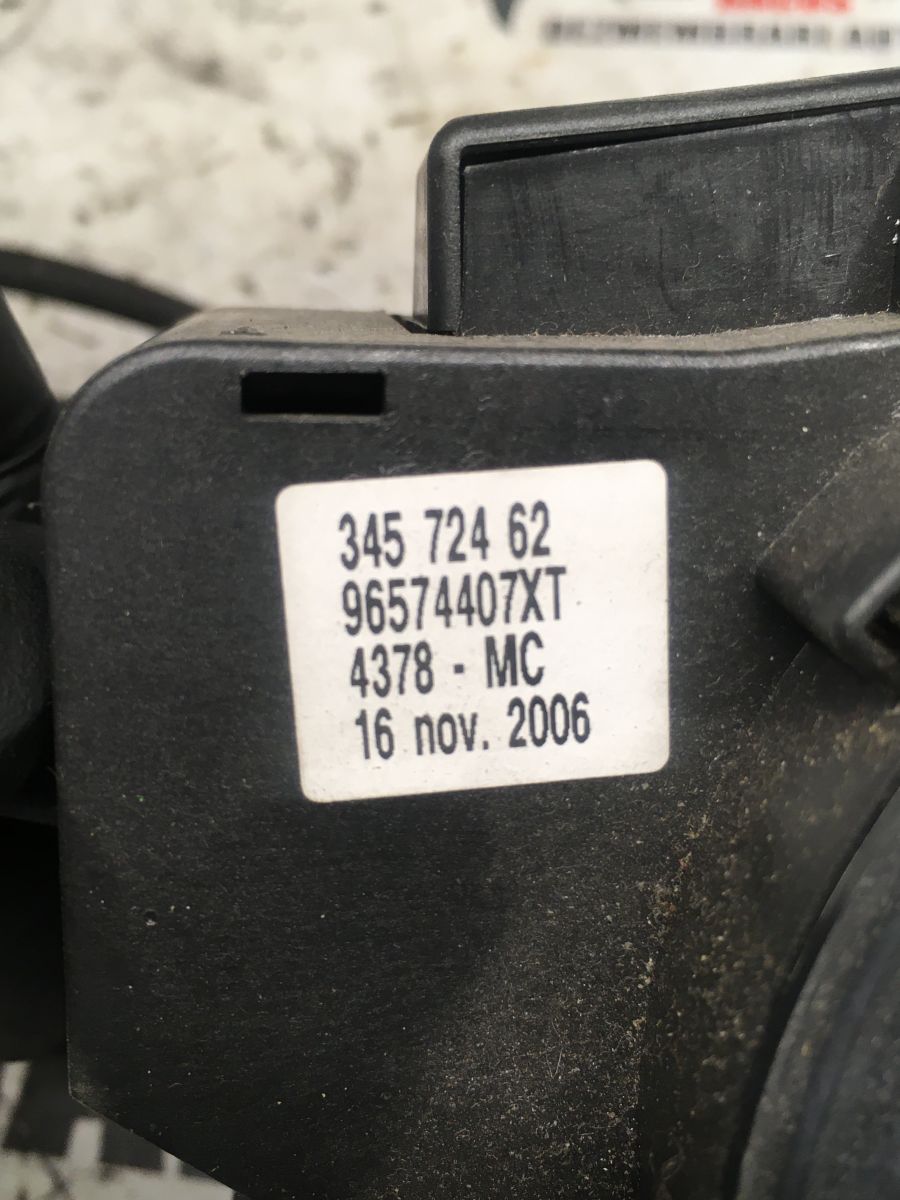 345 724 62
96574407XT
4378 - MC
16 nov. 2006